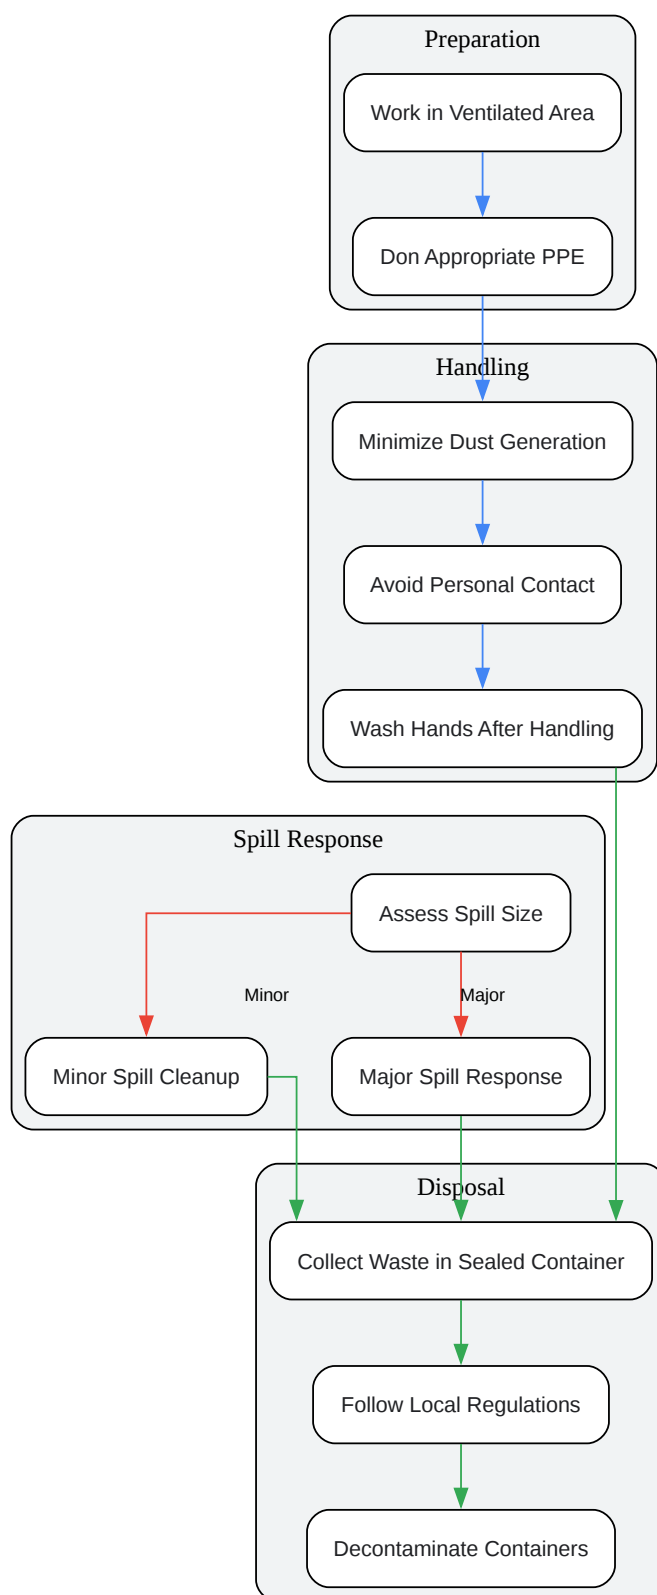 Preparation
Work in Ventilated Area
Don Appropriate PPE
Handling
Minimize Dust Generation
Avoid Personal Contact
Wash Hands After Handling
Spill Response
Assess Spill Size
Minor
Major
Minor Spill Cleanup
Major Spill Response
Disposal
Collect Waste in Sealed Container
Follow Local Regulations
Decontaminate Containers